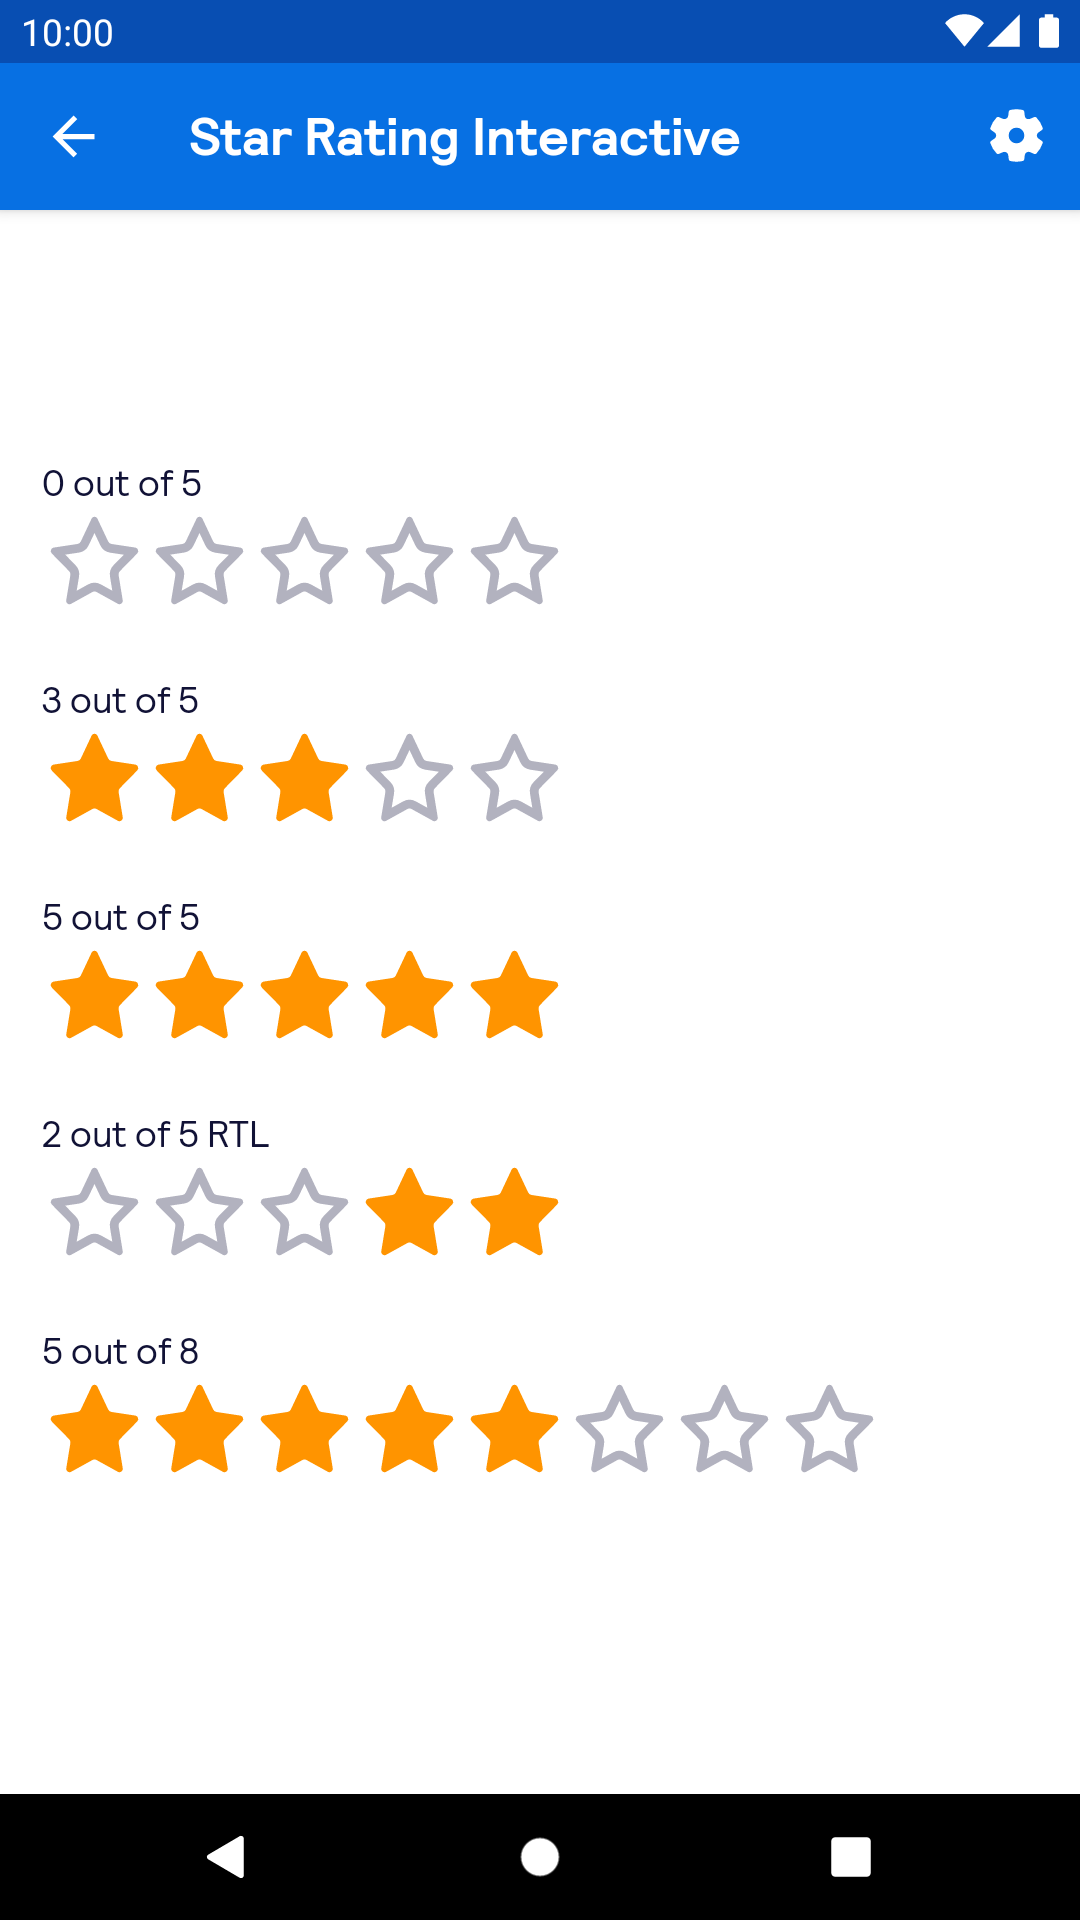 10:00
Star Rating Interactive
0 out of 5
3 out of 5
5 out of 5
2 out of 5 RTL
5 out of 8